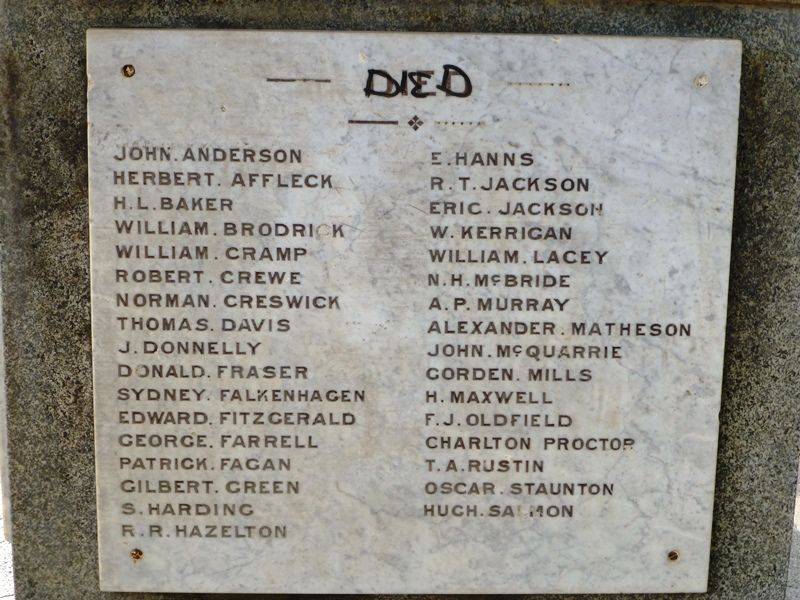 DIED
JOHN. ANDERSON
HERBERT. AFFLECK
H.L. BAKER
WILLIAM. BRODRICK
WILLIAM. CRAMP
ROBERT. CREWE
NORMAN. CRESWICK
THOMAS. DAVIS
J. DONNELLY
DONALD. FRASER
SYDNEY. FALKENHAGEN
EDWARD. FITZGERALD
GEORGE. FARRELL
PATRICK. FAGAN
GILBERT. GREEN
S. HARDING
R. R. HAZELTON
E. HANNS
R. T. JACKSON
ERIC. JACKSON
W. KERRIGAN
WILLIAM. LACEY
N.H. McBRIDE
A.P. MURRAY
ALEXANDER. MATHESON
JOHN. McQUARRIE
GORDEN. MILLS
H. MAXWELL
F.J. OLDFIELD
CHARLTON PROCTOR
T.A. RUSTIN
OSCAR. STAUNTON
HUGH. SALMON